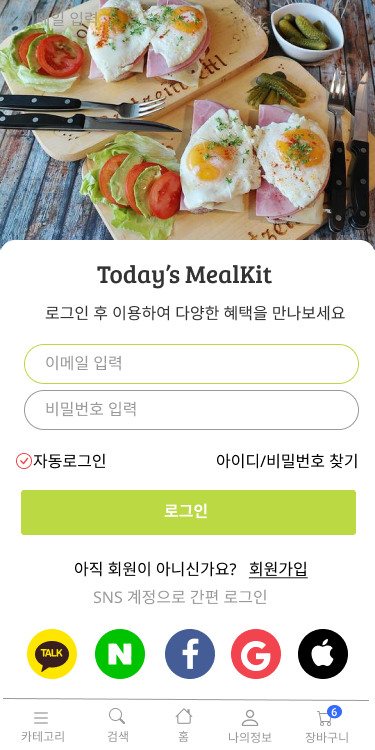 이메일 입력
Today's MealKit
로그인 후 이용하여 다양한 혜택을 만나보세요
이메일 입력
비밀번호 입력
자동로그인 아이디/비밀번호 찾기
로그인
아직 회원이 아니신가요? 회원가입
SNS 계정으로 간편 로그인
TALK N f G
6
카테고리 검색 홈 나의정보 장바구니